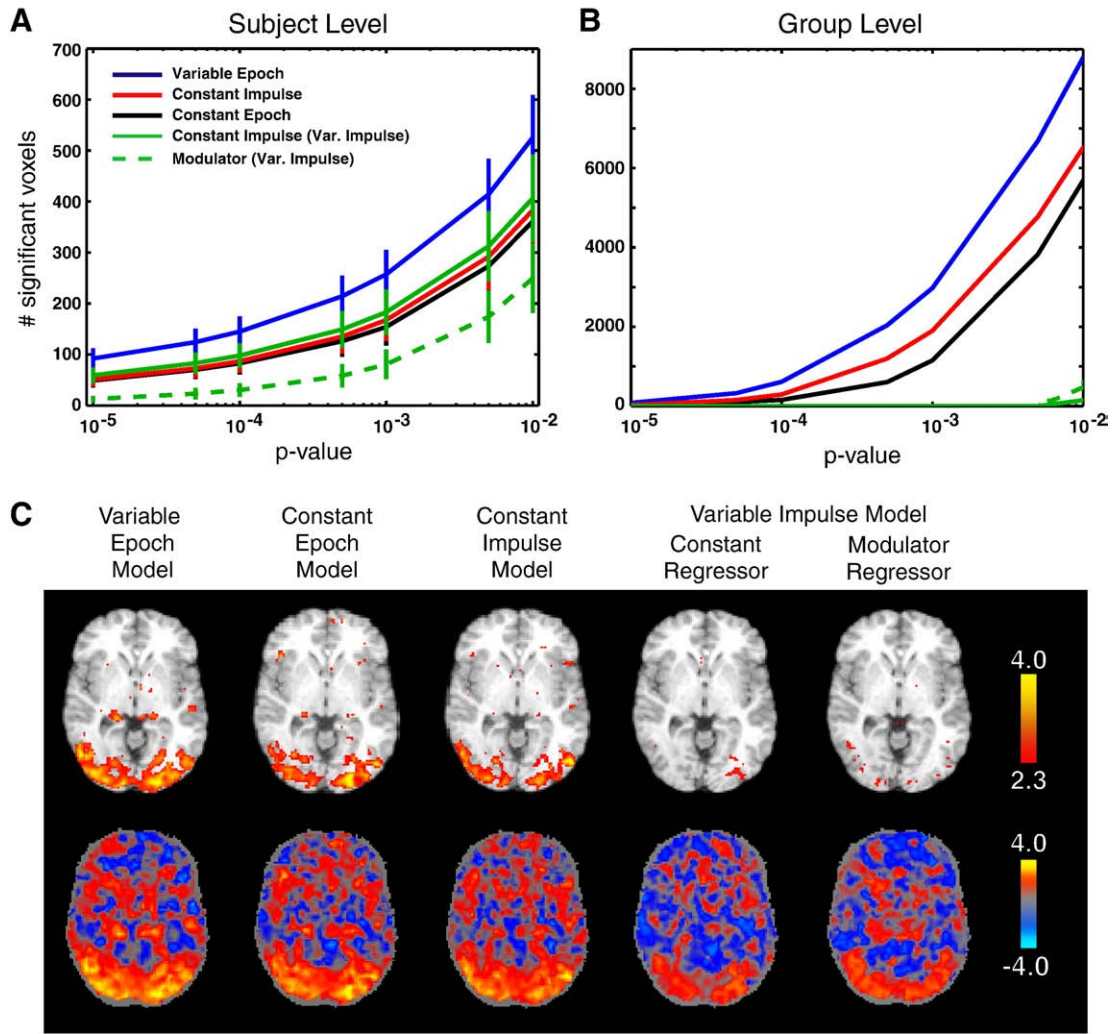 A
Subject Level
B
Group Level
700
600
500
400
300
200
100
0
# significant voxels
Variable Epoch
Constant Impulse
Constant Epoch
Constant Impulse (Var. Impulse)
Modulator (Var. Impulse)
10-5
10-4
10-3
10-2
p-value
8000
6000
4000
2000
0
10-5
10-4
10-3
10-2
p-value
C
Variable
Epoch
Model
Constant
Epoch
Model
Constant
Impulse
Model
Variable Impulse Model
Constant
Regressor
Modulator
Regressor
4.0
2.3
4.0
-4.0